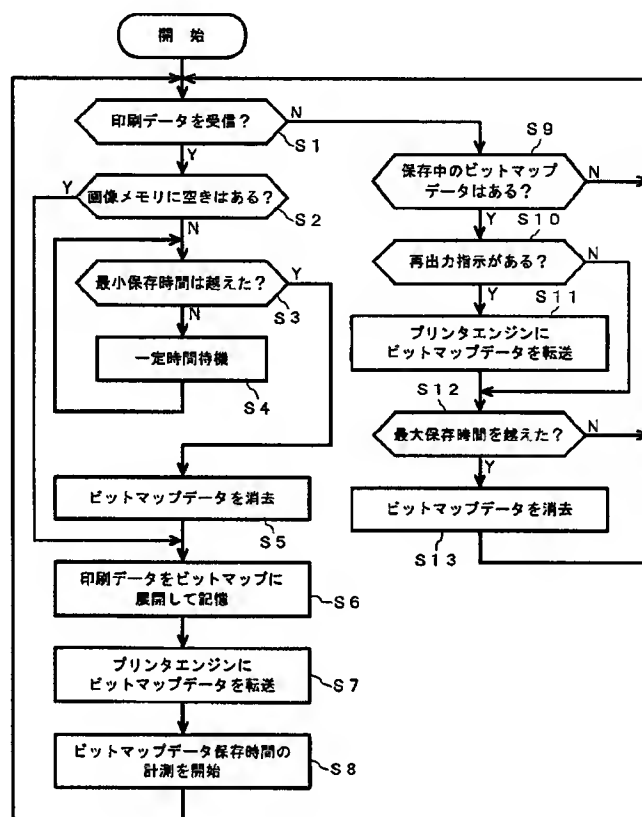 開 始
印刷データを受信？
N
S1
Y
Y
画像メモリに空きはある？
S2
N
最小保存時間は越えた？
Y
S3
N
一定時間待機
S4
ビットマップデータを消去
S5
印刷データをビットマップに
展開して記憶
S6
プリンタエンジンに
ビットマップデータを転送
S7
ビットマップデータ保存時間の
計測を開始
S8
S9
保存中のビットマップ
データはある？
N
Y
S10
再出力指示がある？
N
Y
S11
プリンタエンジンに
ビットマップデータを転送
S12
最大保存時間を越えた？
N
Y
ビットマップデータを消去
S13